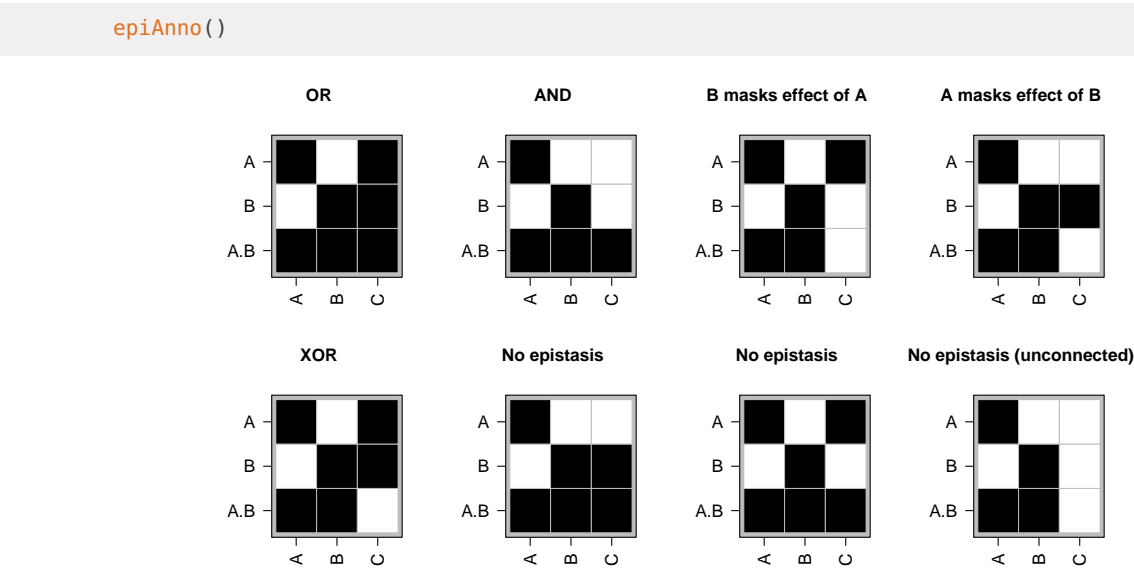 epiAnno()
OR AND B masks effect of A A masks effect of B
A A A A
B B B B
A.B A.B A.B A.B
A B C A B C A B C A B C
XOR No epistasis No epistasis No epistasis (unconnected)
A A A A
B B B B
A.B A.B A.B A.B
A B C A B C A B C A B C